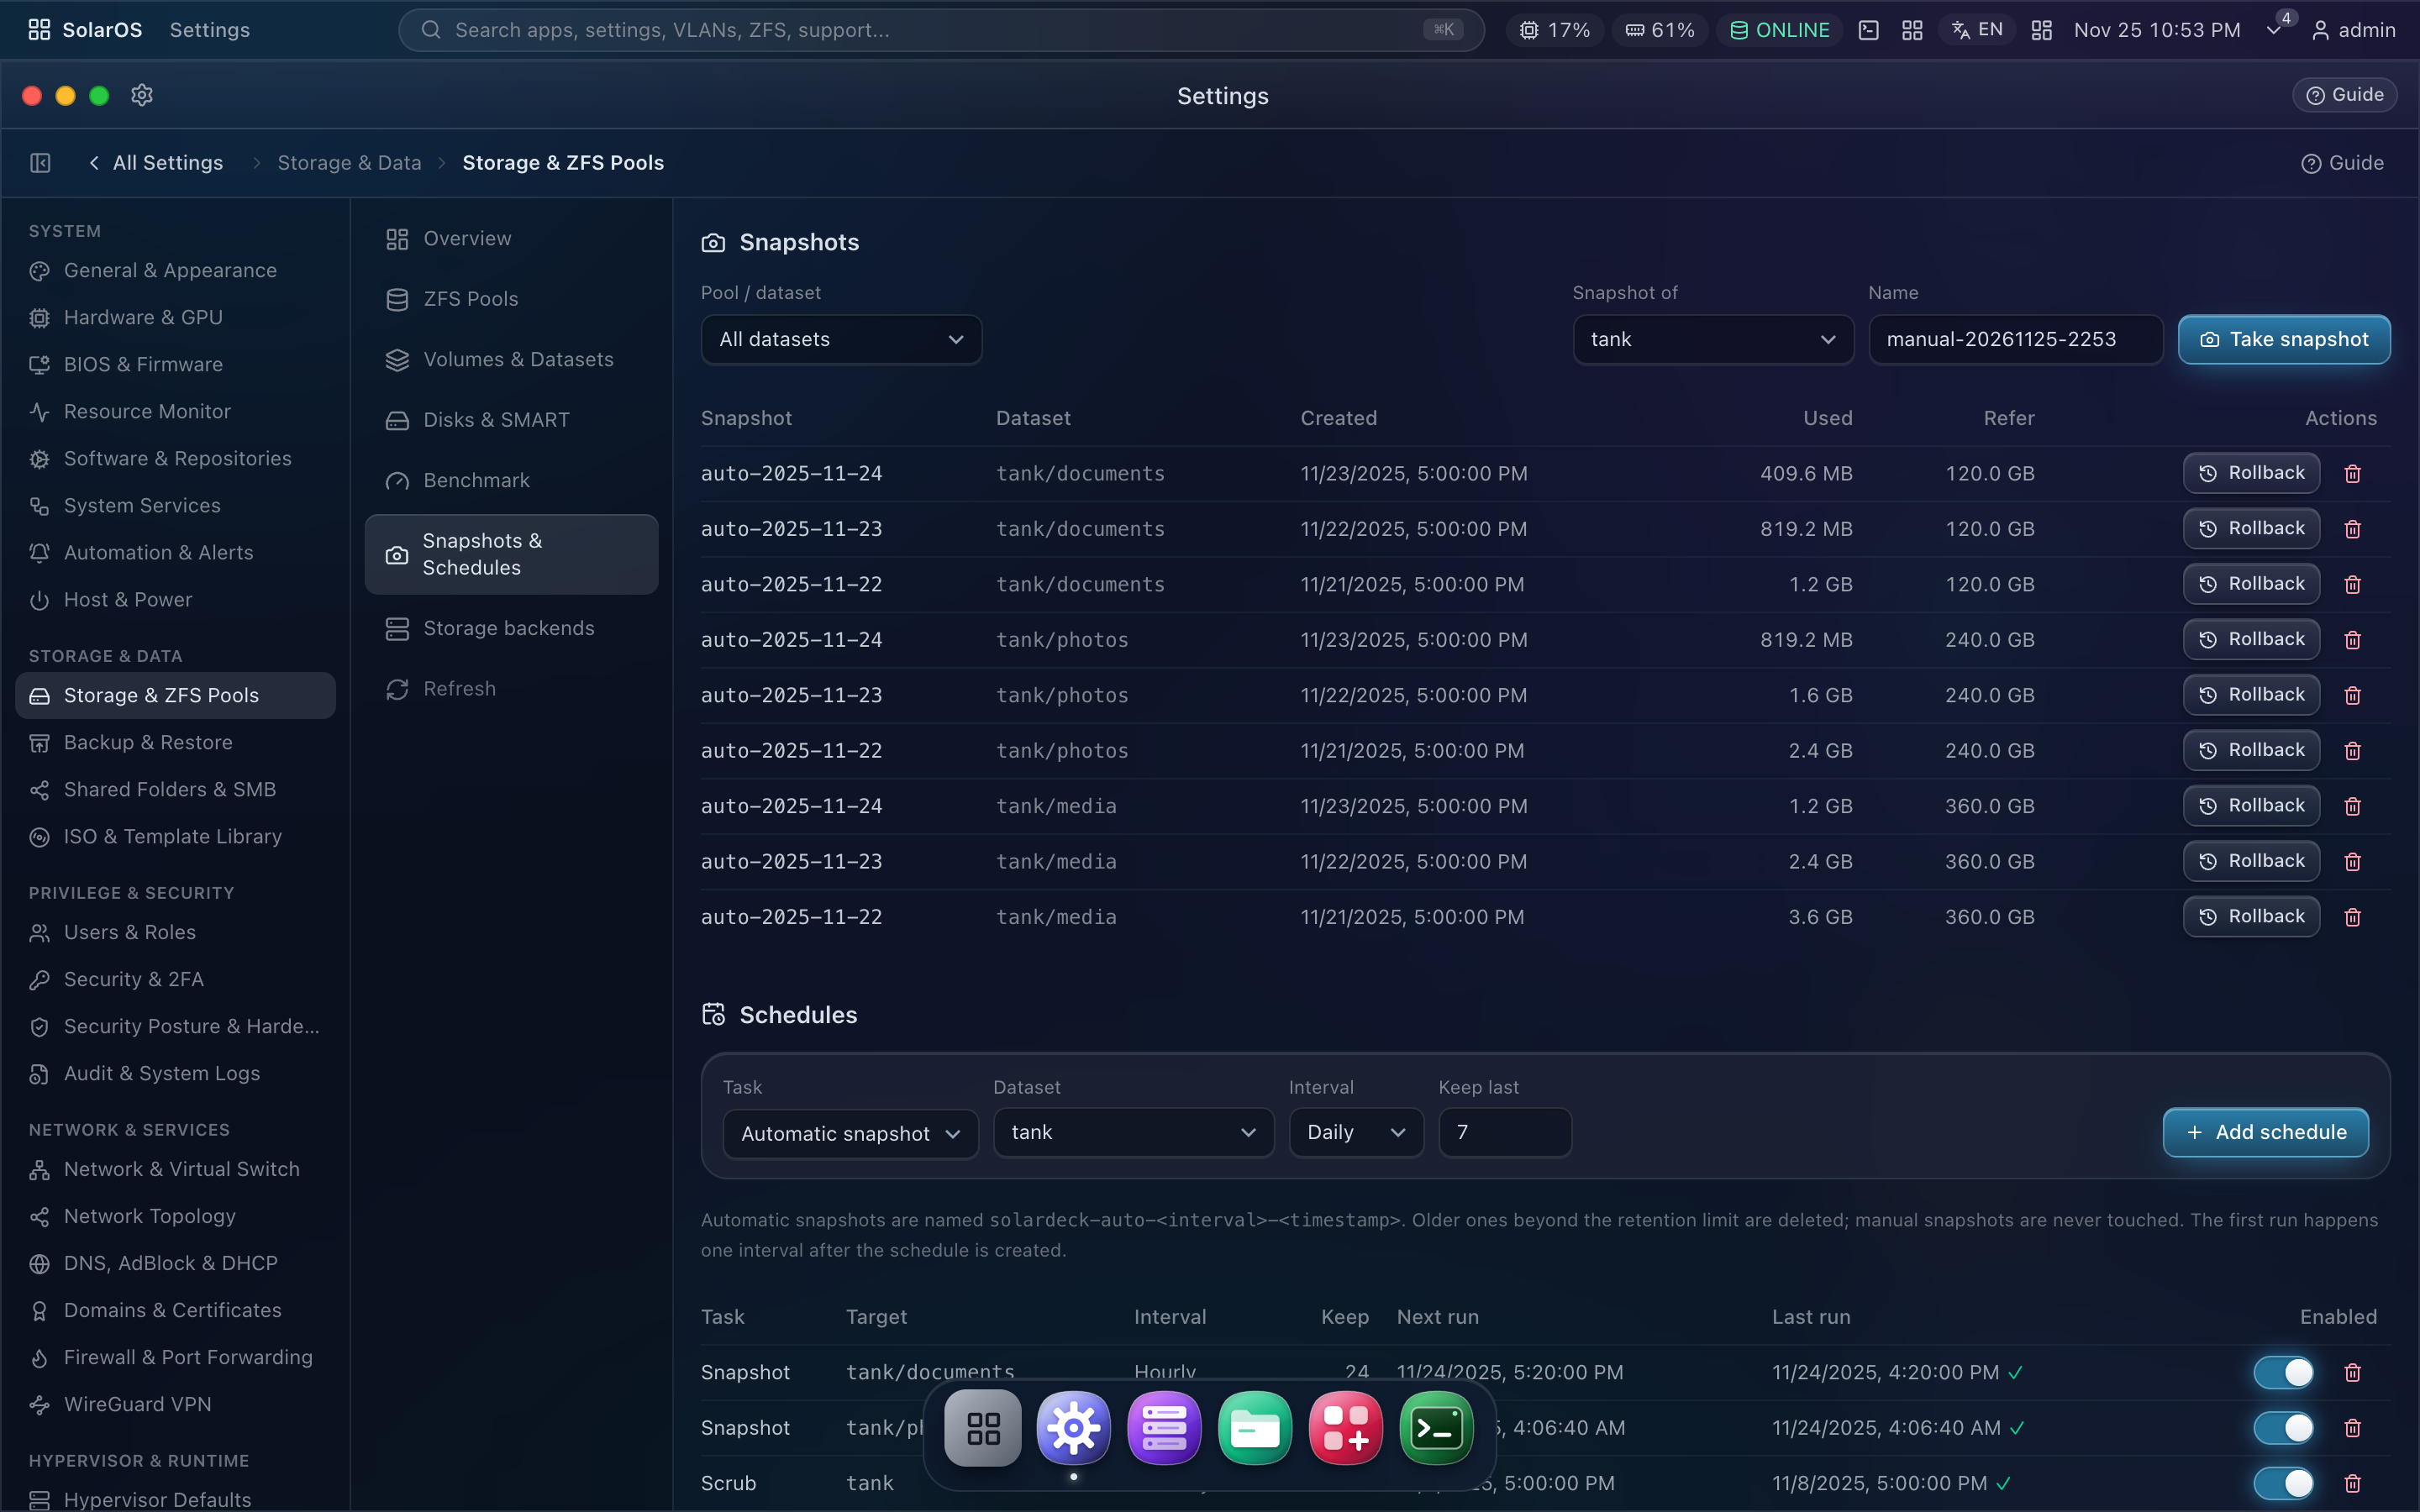 SolarOS Settings Search apps, settings, VLANs, ZFS, support... ⌘K 17% 61% ONLINE EN Nov 25 10:53 PM 4 admin
Settings Guide
All Settings Storage & Data Storage & ZFS Pools Guide
SYSTEM
General & Appearance
Hardware & GPU
BIOS & Firmware
Resource Monitor
Software & Repositories
System Services
Automation & Alerts
Host & Power
STORAGE & DATA
Storage & ZFS Pools
Backup & Restore
Shared Folders & SMB
ISO & Template Library
PRIVILEGE & SECURITY
Users & Roles
Security & 2FA
Security Posture & Harde...
Audit & System Logs
NETWORK & SERVICES
Network & Virtual Switch
Network Topology
DNS, AdBlock & DHCP
Domains & Certificates
Firewall & Port Forwarding
WireGuard VPN
HYPERVISOR & RUNTIME
Hypervisor Defaults
Overview
ZFS Pools
Volumes & Datasets
Disks & SMART
Benchmark
Snapshots &
Schedules
Storage backends
Refresh
Snapshots
Pool / dataset Snapshot of Name
All datasets tank manual-20261125-2253 Take snapshot
Snapshot Dataset Created Used Refer Actions
auto-2025-11-24 tank/documents 11/23/2025, 5:00:00 PM 409.6 MB 120.0 GB Rollback
auto-2025-11-23 tank/documents 11/22/2025, 5:00:00 PM 819.2 MB 120.0 GB Rollback
auto-2025-11-22 tank/documents 11/21/2025, 5:00:00 PM 1.2 GB 120.0 GB Rollback
auto-2025-11-24 tank/photos 11/23/2025, 5:00:00 PM 819.2 MB 240.0 GB Rollback
auto-2025-11-23 tank/photos 11/22/2025, 5:00:00 PM 1.6 GB 240.0 GB Rollback
auto-2025-11-22 tank/photos 11/21/2025, 5:00:00 PM 2.4 GB 240.0 GB Rollback
auto-2025-11-24 tank/media 11/23/2025, 5:00:00 PM 1.2 GB 360.0 GB Rollback
auto-2025-11-23 tank/media 11/22/2025, 5:00:00 PM 2.4 GB 360.0 GB Rollback
auto-2025-11-22 tank/media 11/21/2025, 5:00:00 PM 3.6 GB 360.0 GB Rollback
Schedules
Task Dataset Interval Keep last
Automatic snapshot tank Daily 7 Add schedule
Automatic snapshots are named solardeck-auto-<interval>-<timestamp>. Older ones beyond the retention limit are deleted; manual snapshots are never touched. The first run happens
one interval after the schedule is created.
Task Target Interval Keep Next run Last run Enabled
Snapshot tank/documents Hourly 24 11/24/2025, 5:20:00 PM 11/24/2025, 4:20:00 PM
Snapshot 4:06:40 AM 11/24/2025, 4:06:40 AM
Scrub tank 5:00:00 PM 11/8/2025, 5:00:00 PM